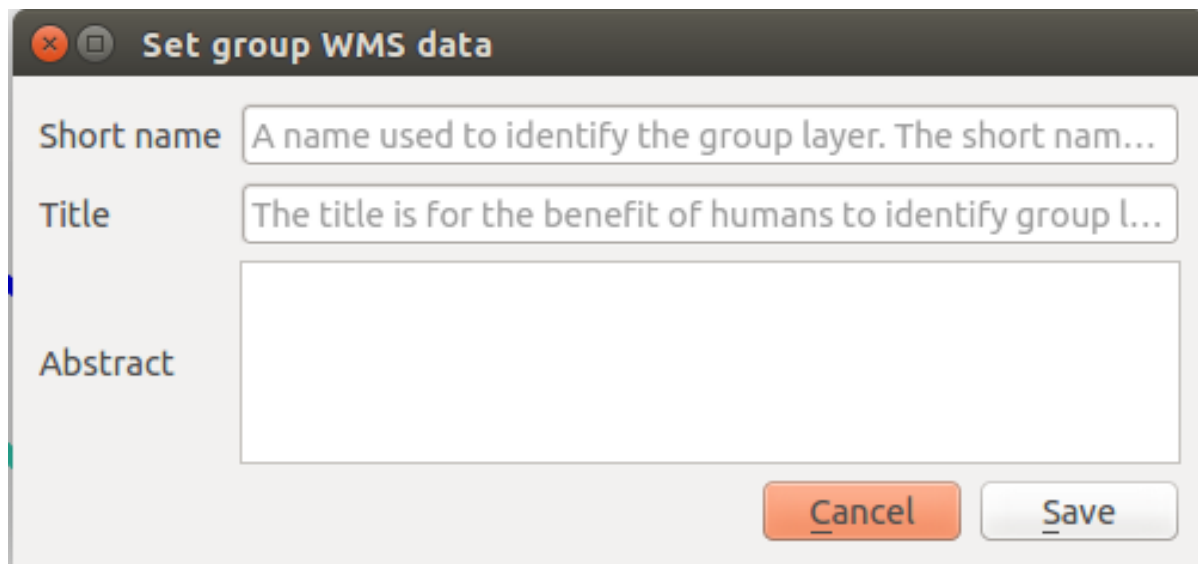 Set group WMS data
Short name A name used to identify the group layer. The short nam...
Title The title is for the benefit of humans to identify group l...
Abstract
Cancel Save